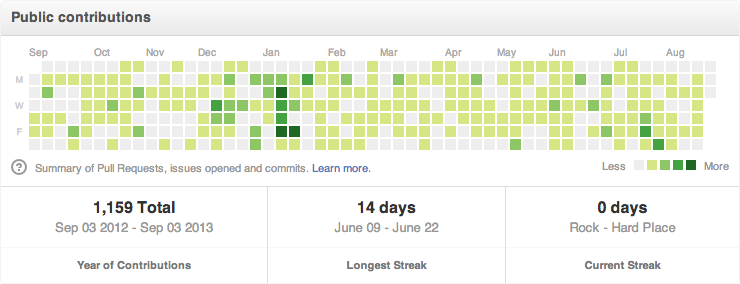 Public contributions
Sep Oct Nov Dec Jan Feb Mar Apr May Jun Jul Aug
M
W
F
? Summary of Pull Requests, issues opened and commits. Learn more. Less More
1,159 Total 14 days 0 days
Sep 03 2012 - Sep 03 2013 June 09 - June 22 Rock - Hard Place
Year of Contributions Longest Streak Current Streak